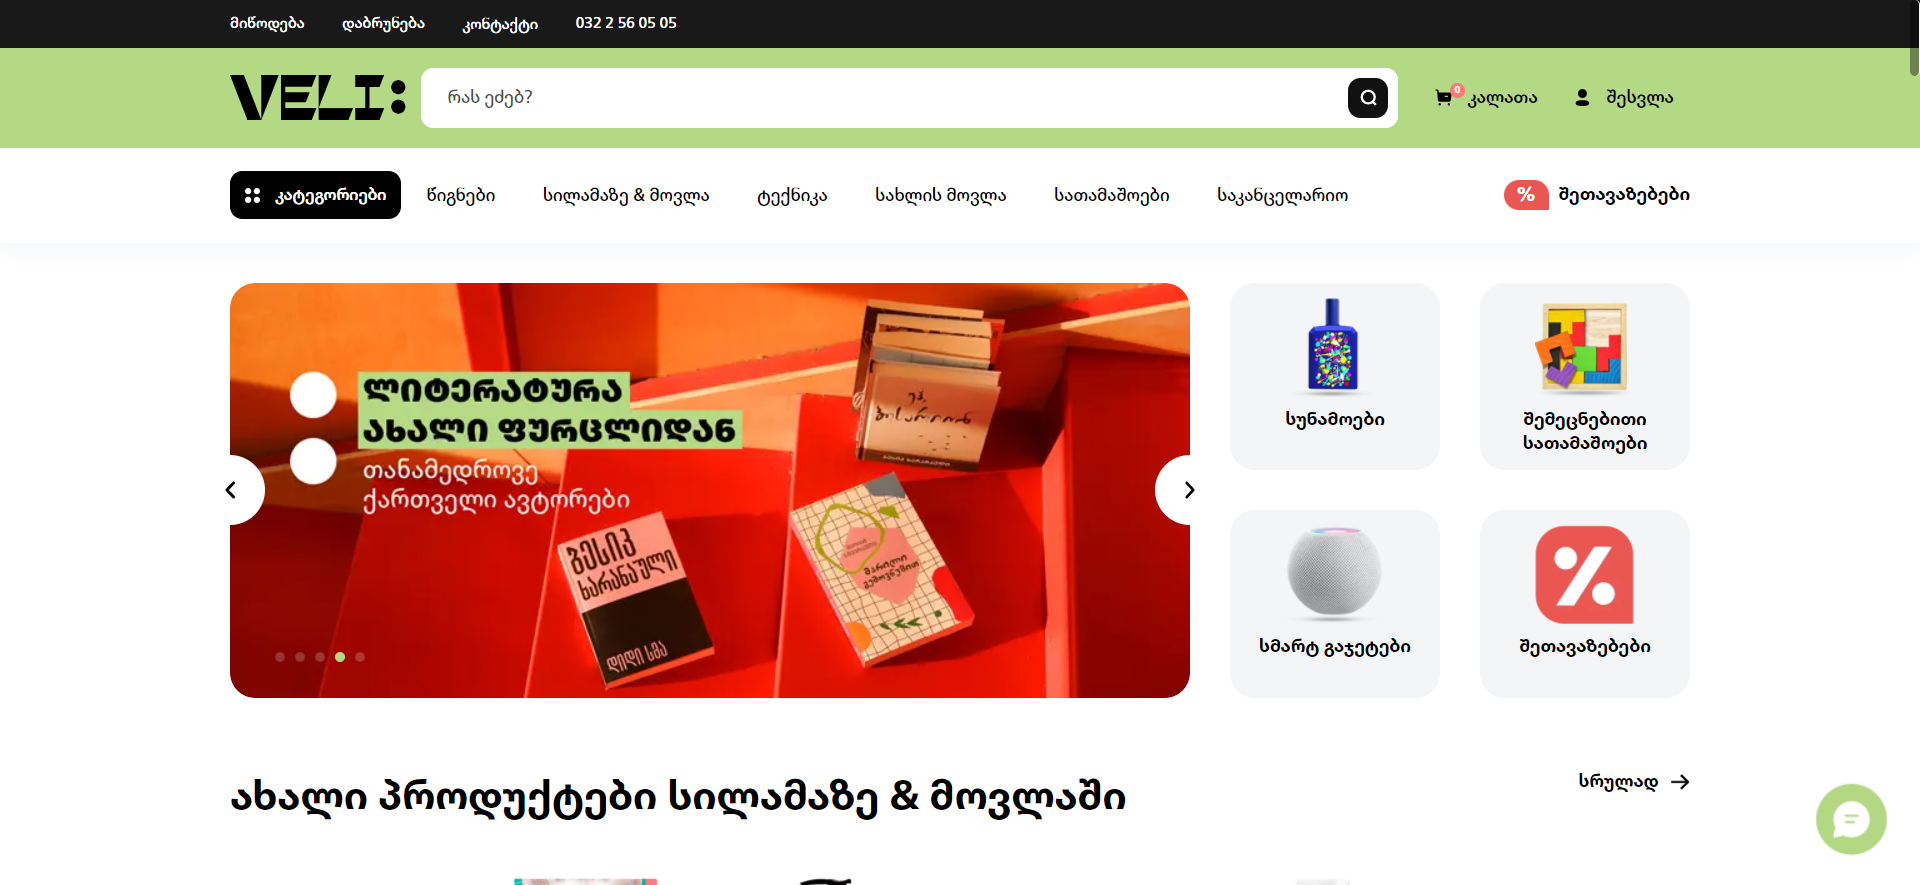 მიწოდება დაბრუნება კონტაქტი 032 2 56 05 05
VELI:
რას ეძებ?
0 კალათა შესვლა
კატეგორიები წიგნები სილამაზე & მოვლა ტექნიკა სახლის მოვლა სათამაშოები საკანცელარიო % შეთავაზებები
ლიტერატურა
ახალი ფურცლიდან
თანამედროვე
ქართველი ავტორები
ბესიკ
ხარანაული
დიდი სმა
სუნამოები
შემეცნებითი
სათამაშოები
სმარტ გაჯეტები
შეთავაზებები
ახალი პროდუქტები სილამაზე & მოვლაში
სრულად